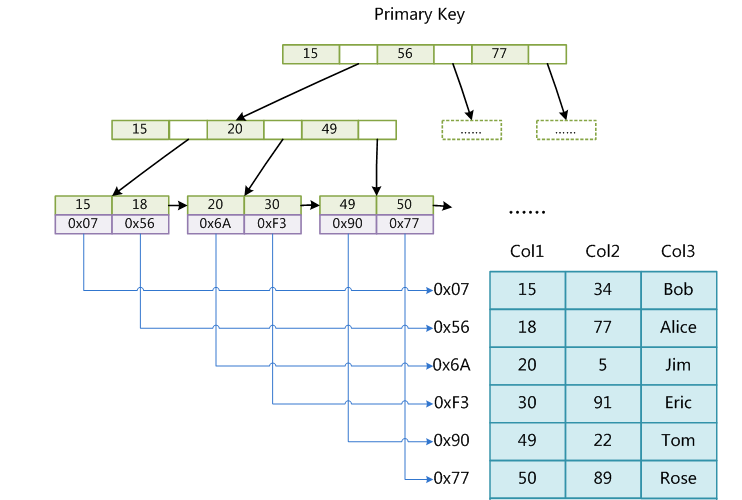 Primary Key
15 56 77
15 20 49
...... ......
15 18 20 30 49 50
0x07 0x56 0x6A 0xF3 0x90 0x77
......
Col1 Col2 Col3
0x07 15 34 Bob
0x56 18 77 Alice
0x6A 20 5 Jim
0xF3 30 91 Eric
0x90 49 22 Tom
0x77 50 89 Rose